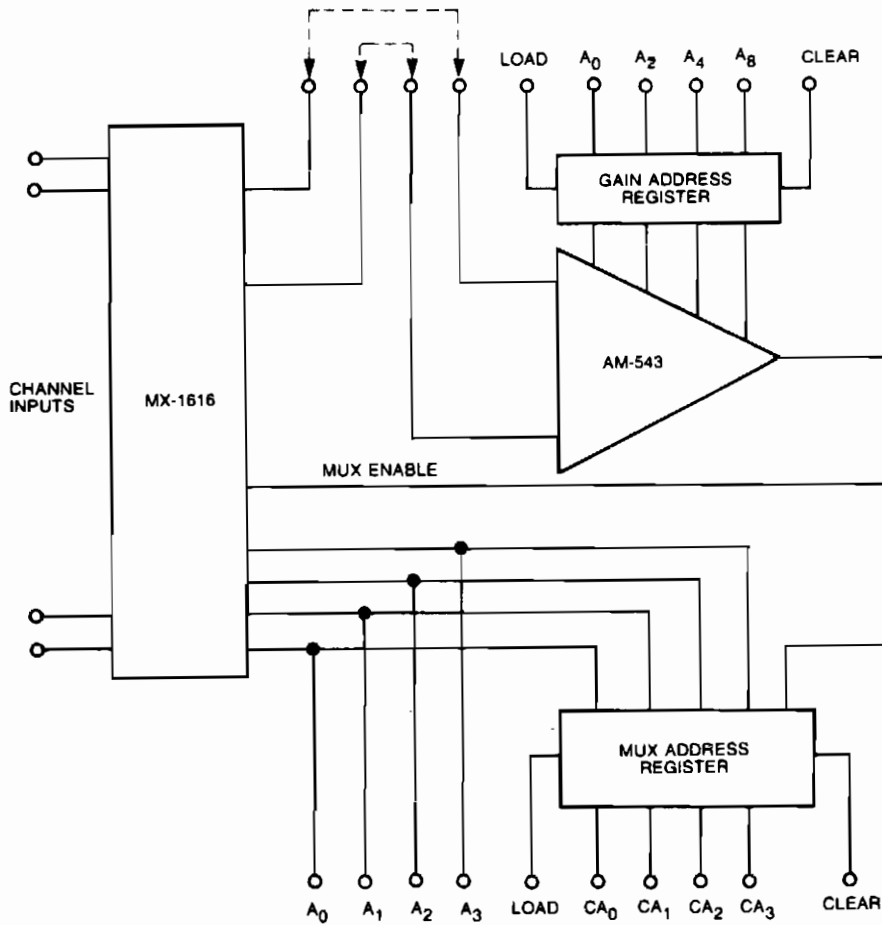 LOAD A₀ A₂ A₄ A₈ CLEAR
GAIN ADDRESS
REGISTER
AM-543
CHANNEL
INPUTS
MX-1616
MUX ENABLE
MUX ADDRESS
REGISTER
A₀ A₁ A₂ A₃ LOAD CA₀ CA₁ CA₂ CA₃ CLEAR